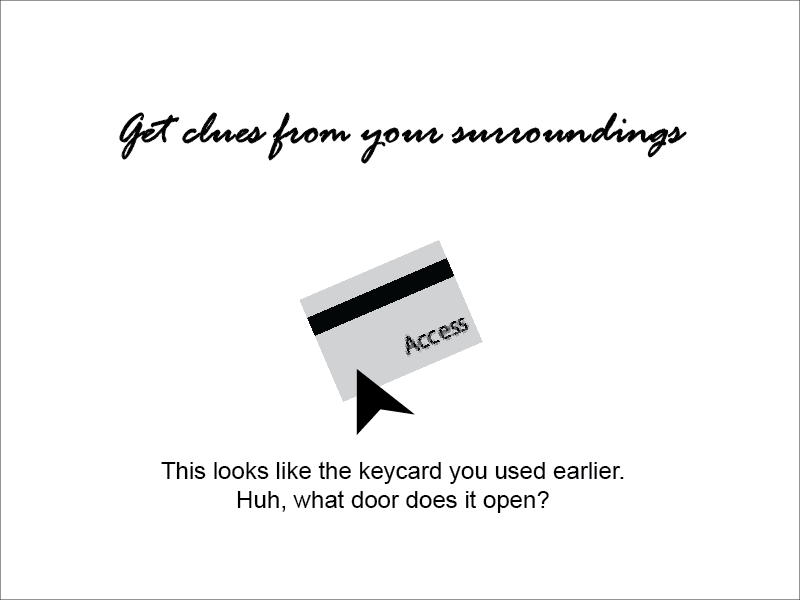 Get clues from your surroundings
Access
This looks like the keycard you used earlier.
Huh, what door does it open?